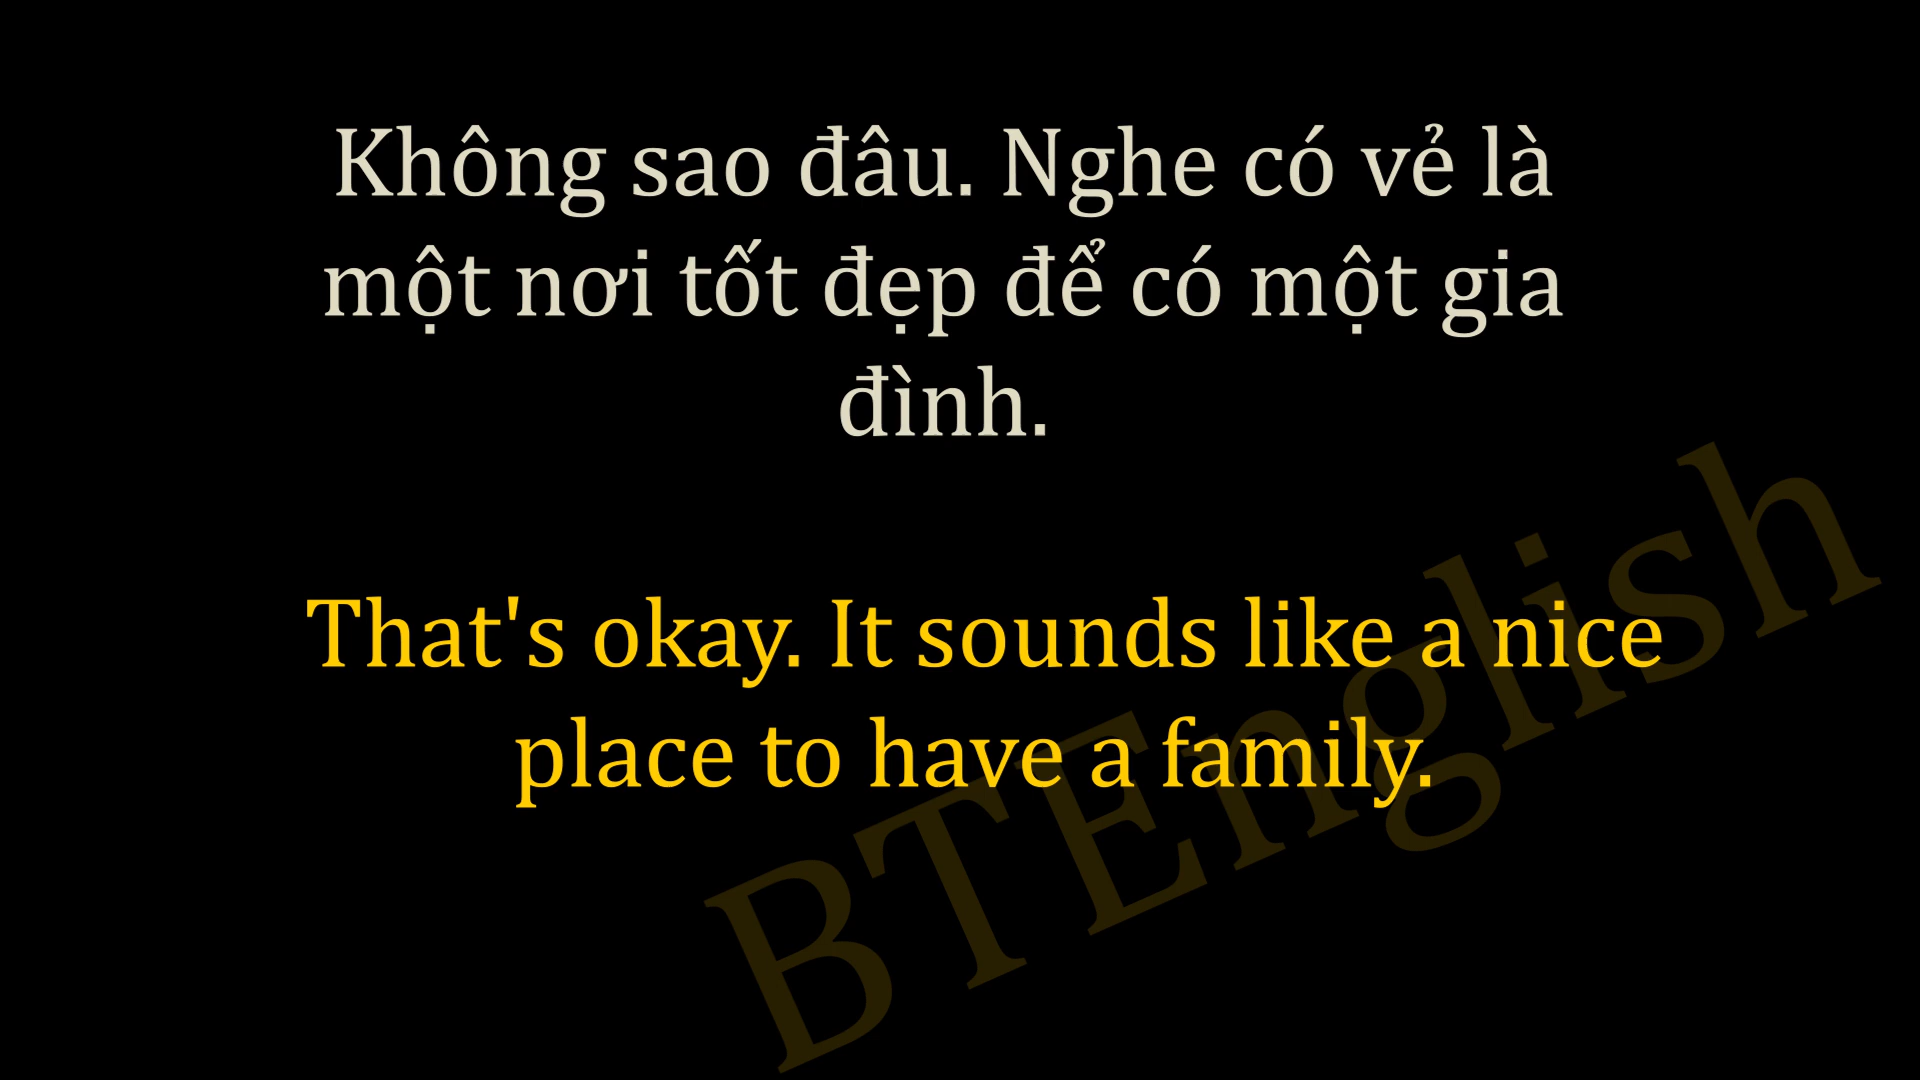 Không sao đâu. Nghe có vẻ là
một nơi tốt đẹp để có một gia
đình.
That's okay. It sounds like a nice
place to have a family.
BTEnglish